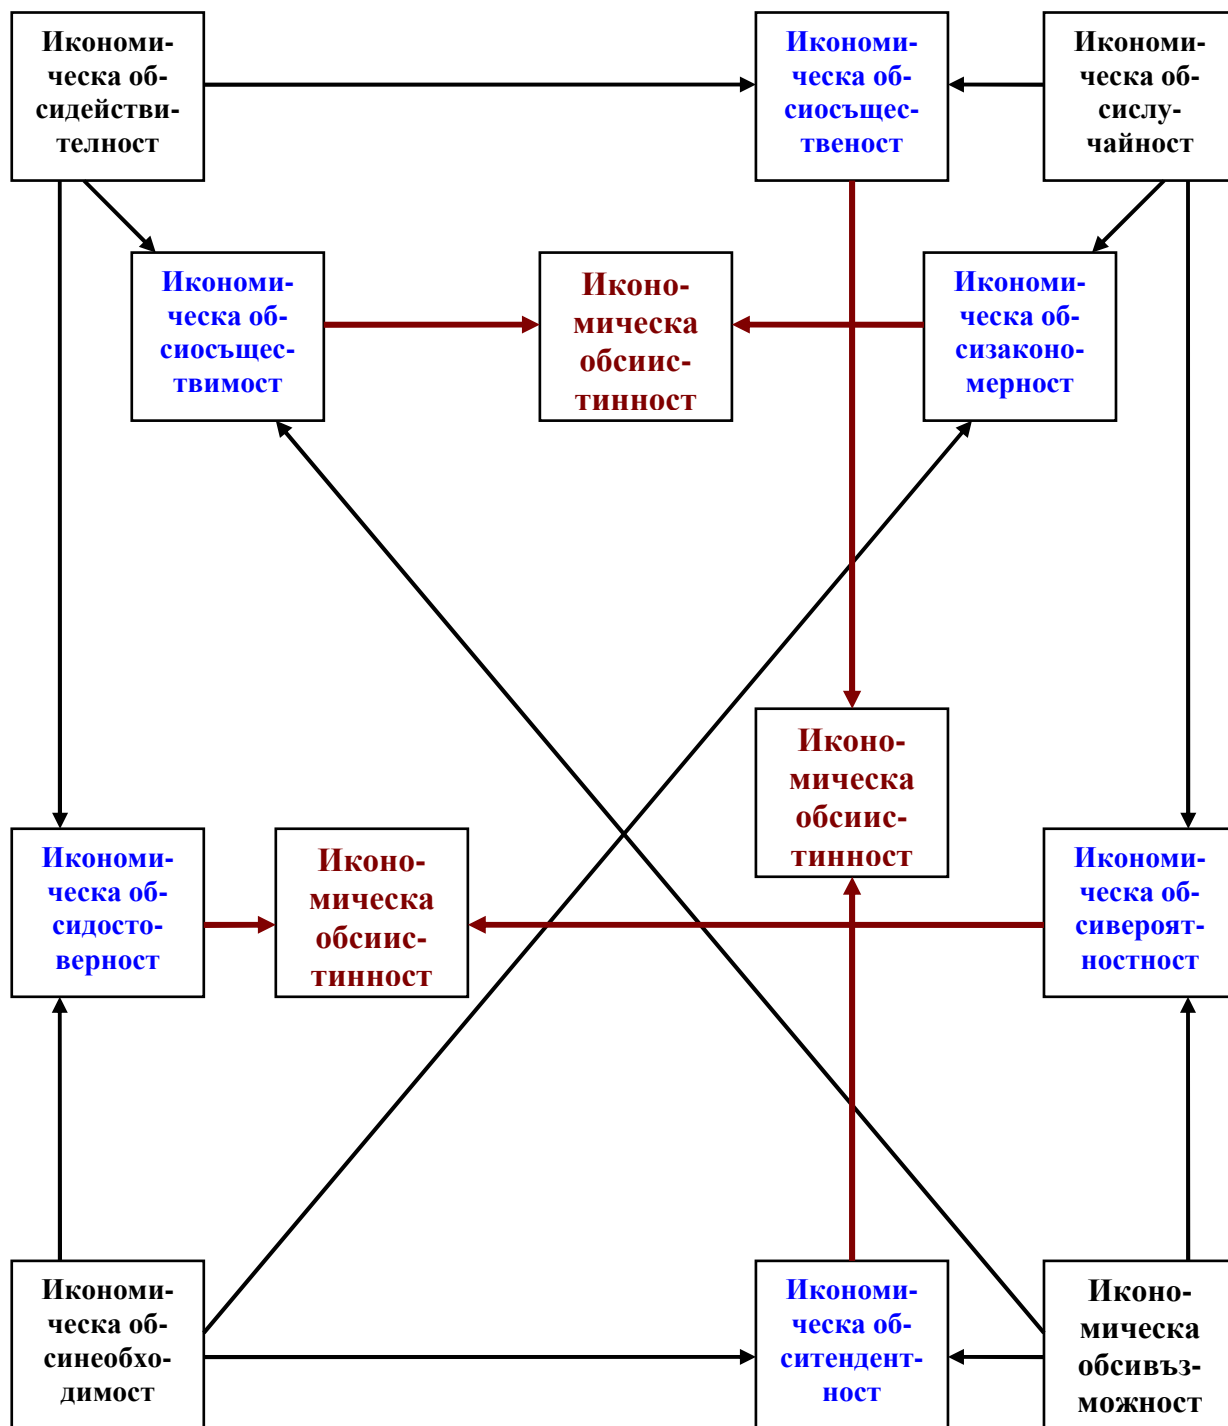 Икономи-
ческа об-
сидействи-
телност
Икономи-
ческа об-
сиосъщес-
твеност
Икономи-
ческа об-
сислу-
чайност
Икономи-
ческа об-
сиосъщес-
твимост
Иконо-
мическа
обсиис-
тинност
Икономи-
ческа об-
сизаконо-
мерност
Иконо-
мическа
обсиис-
тинност
Икономи-
ческа об-
сидосто-
верност
Иконо-
мическа
обсиис-
тинност
Икономи-
ческа об-
сивероят-
ностност
Икономи-
ческа об-
синеобхо-
димост
Икономи-
ческа об-
ситендент-
ност
Иконо-
мическа
обсивъз-
можност